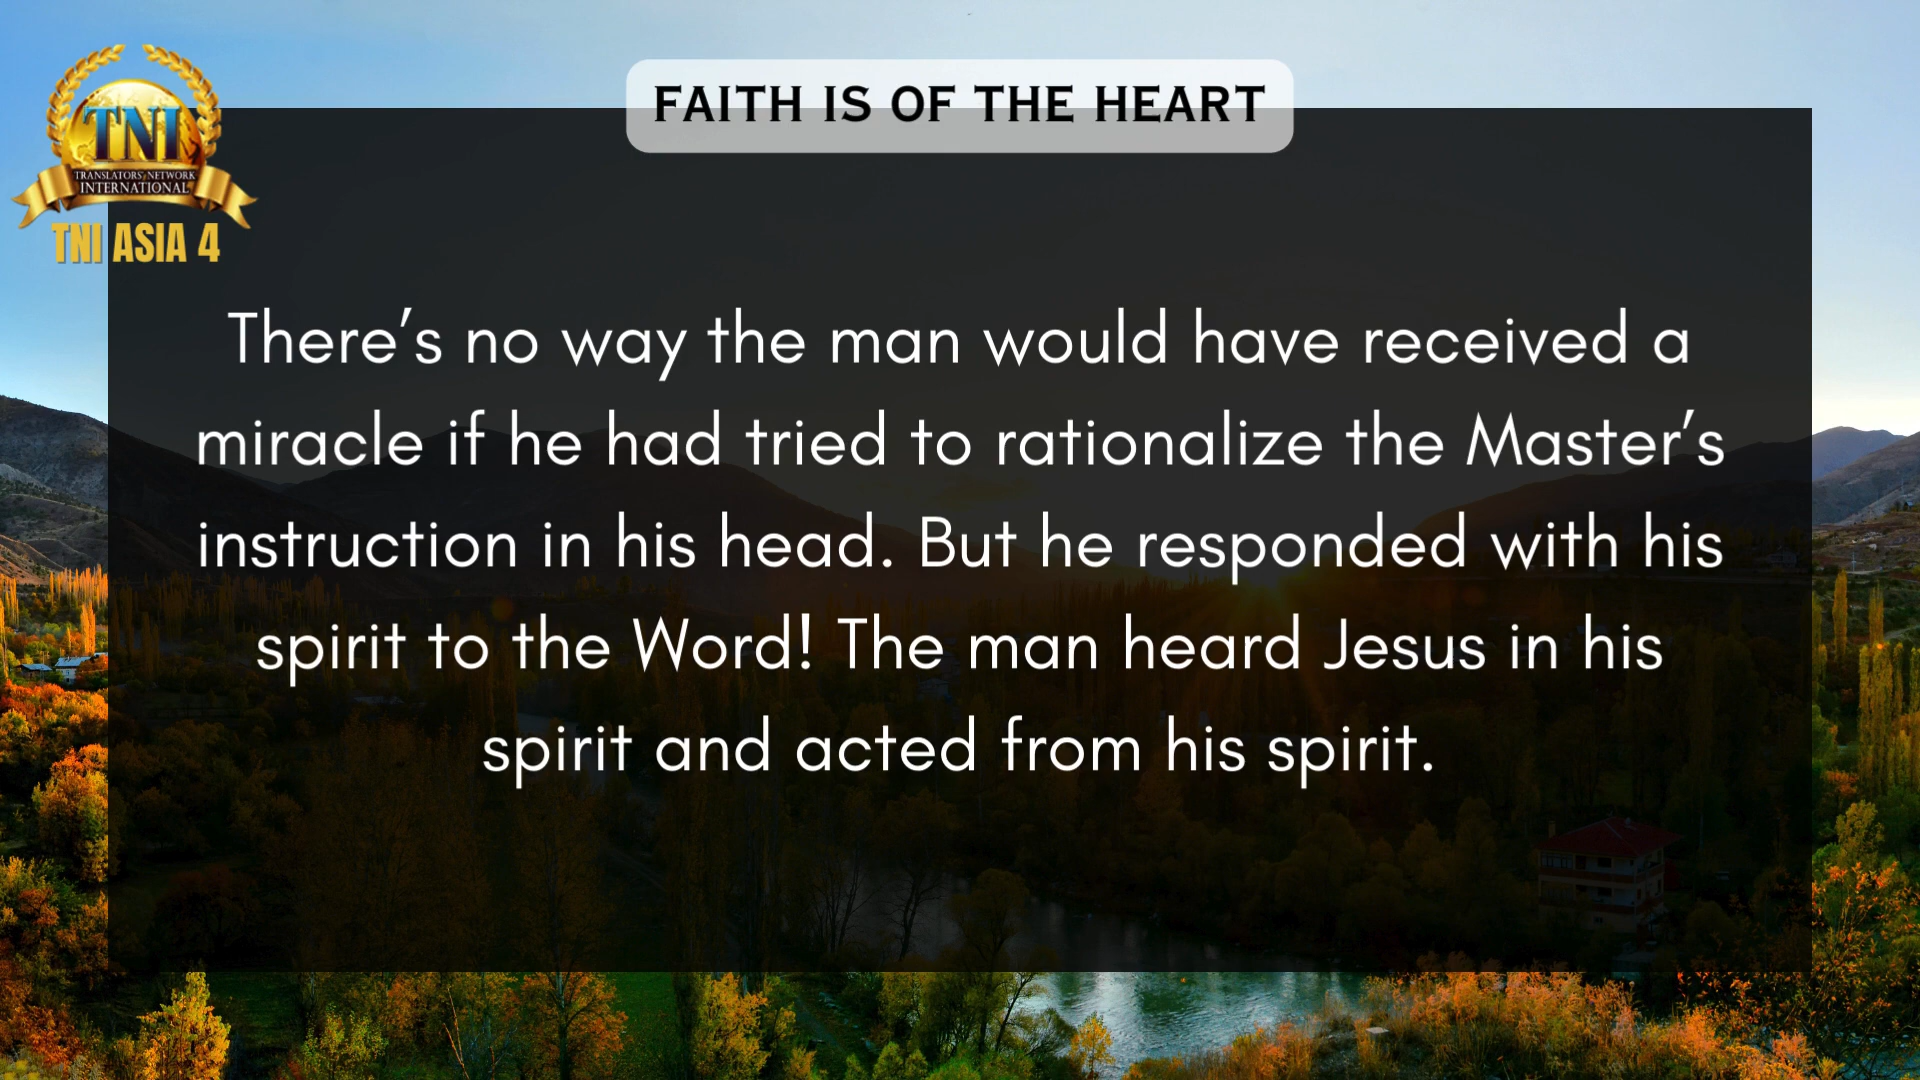 FAITH IS OF THE HEART
TNI
TRANSLATORS' NETWORK
INTERNATIONAL
TNI ASIA 4
There’s no way the man would have received a
miracle if he had tried to rationalize the Master’s
instruction in his head. But he responded with his
spirit to the Word! The man heard Jesus in his
spirit and acted from his spirit.